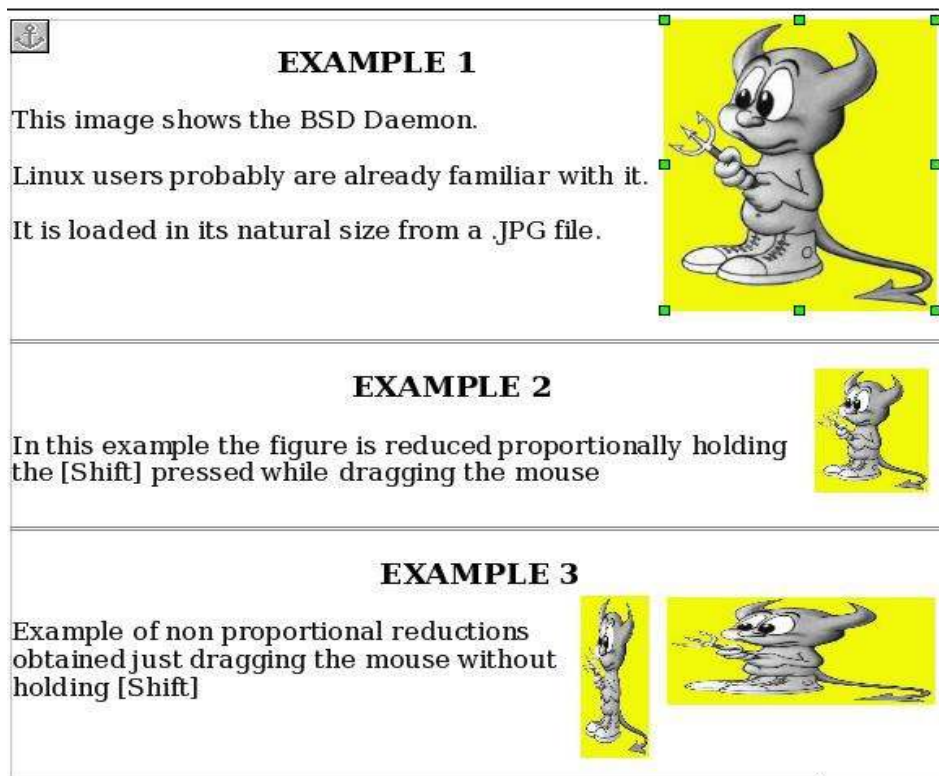 EXAMPLE 1
This image shows the BSD Daemon.
Linux users probably are already familiar with it.
It is loaded in its natural size from a .JPG file.
EXAMPLE 2
In this example the figure is reduced proportionally holding
the [Shift] pressed while dragging the mouse
EXAMPLE 3
Example of non proportional reductions
obtained just dragging the mouse without
holding [Shift]